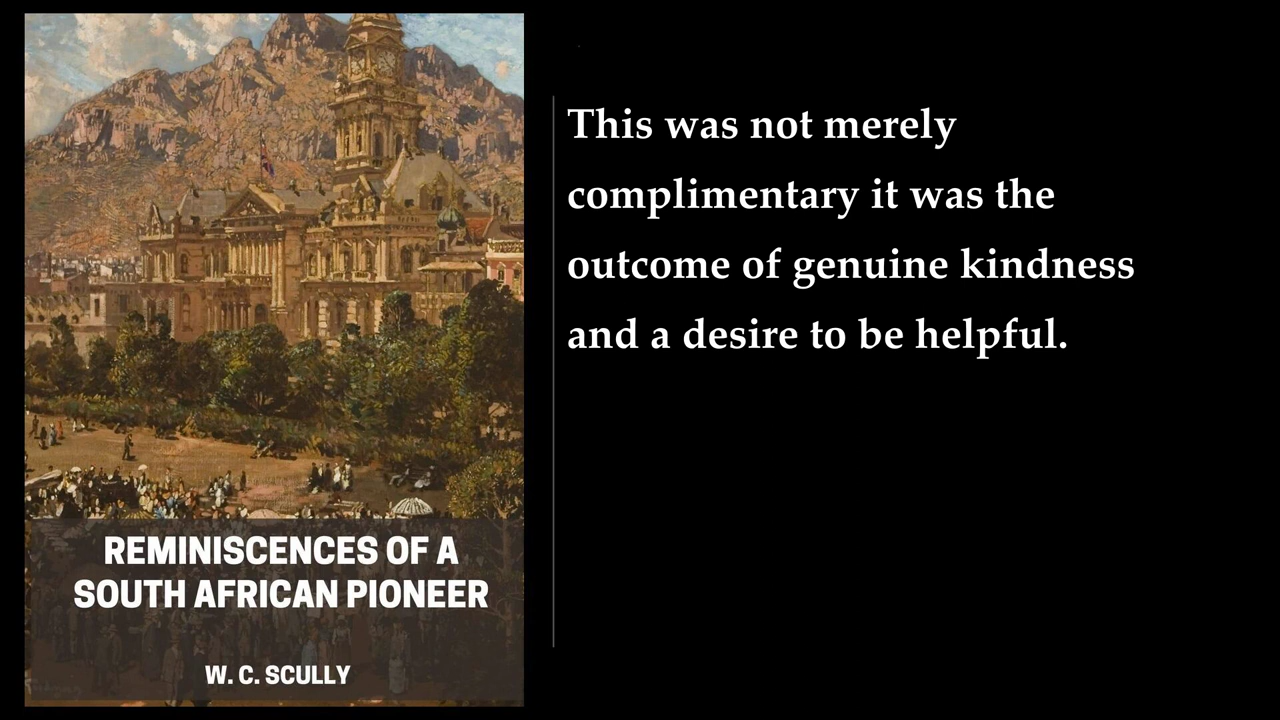 This was not merely
complimentary it was the
outcome of genuine kindness
and a desire to be helpful.
REMINISCENCES OF A
SOUTH AFRICAN PIONEER
W. C. SCULLY